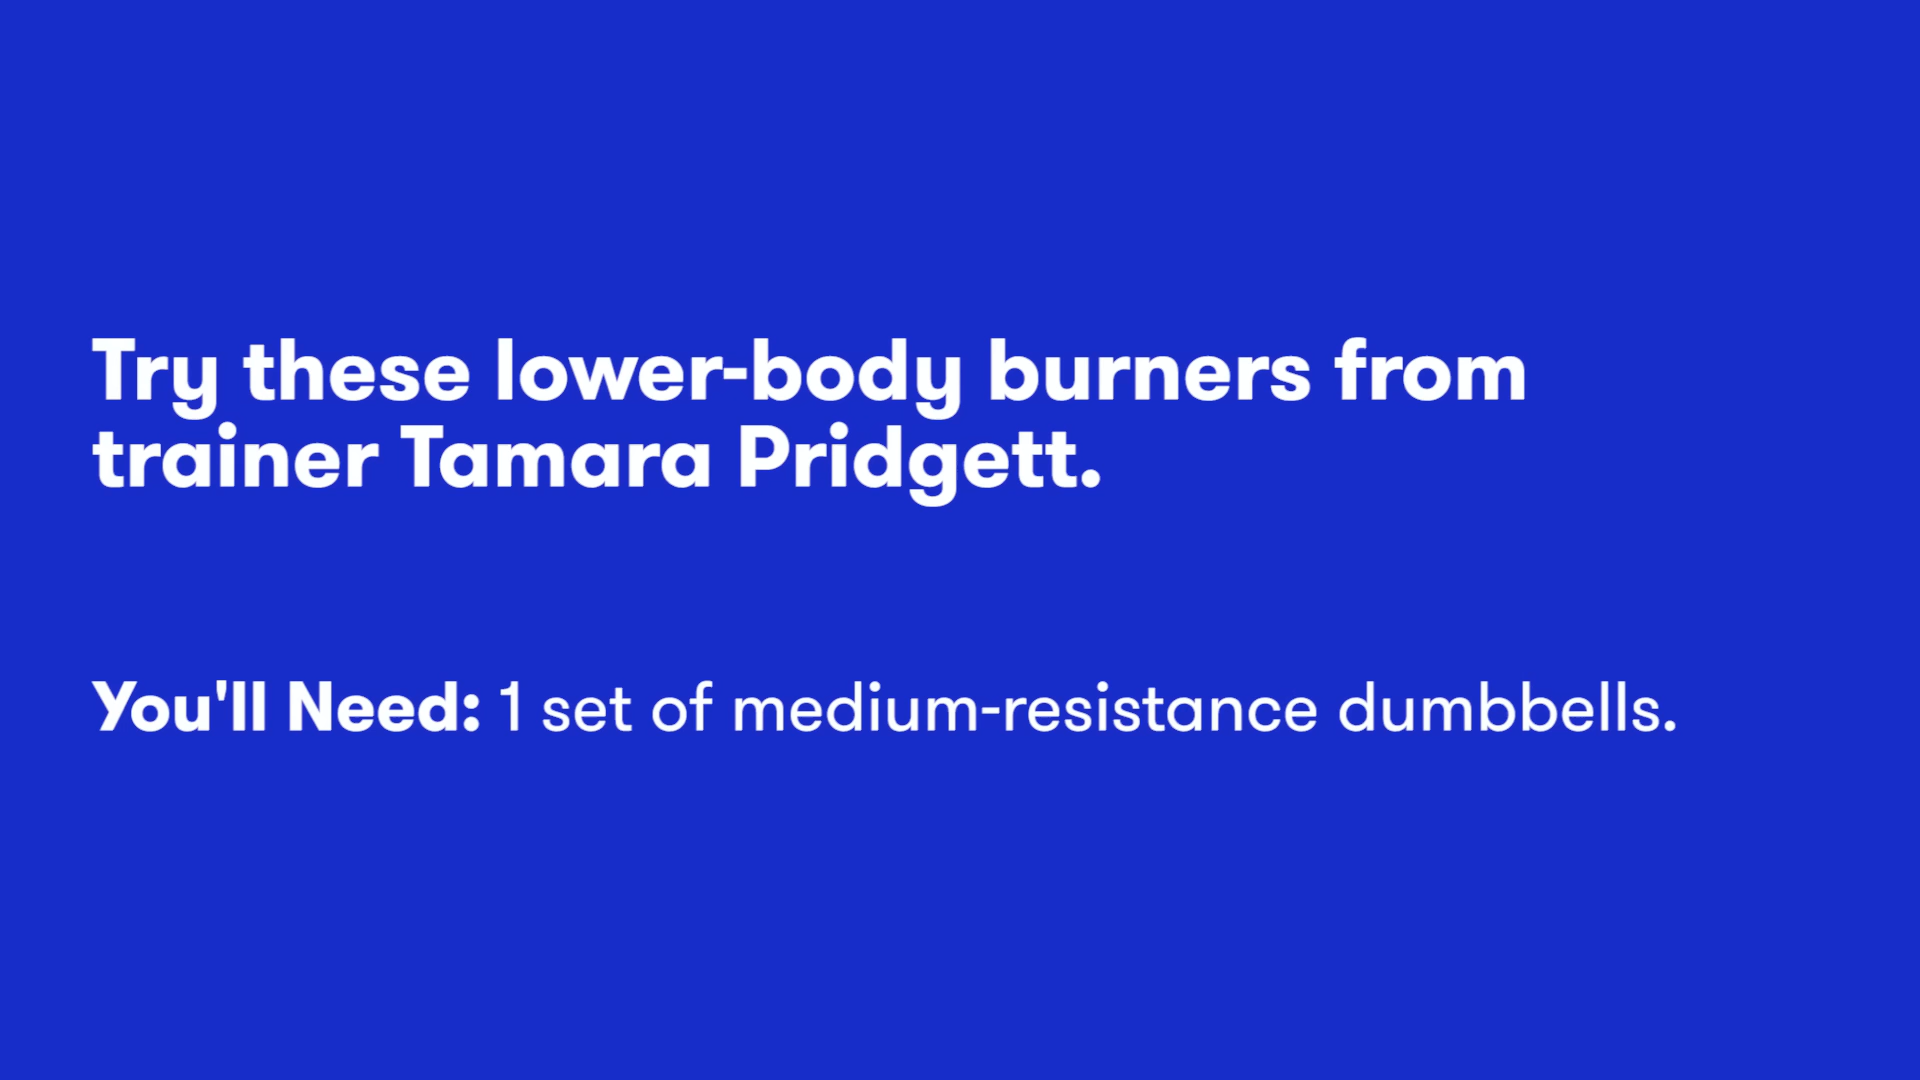 Try these lower-body burners from
trainer Tamara Pridgett.
You'll Need: 1 set of medium-resistance dumbbells.